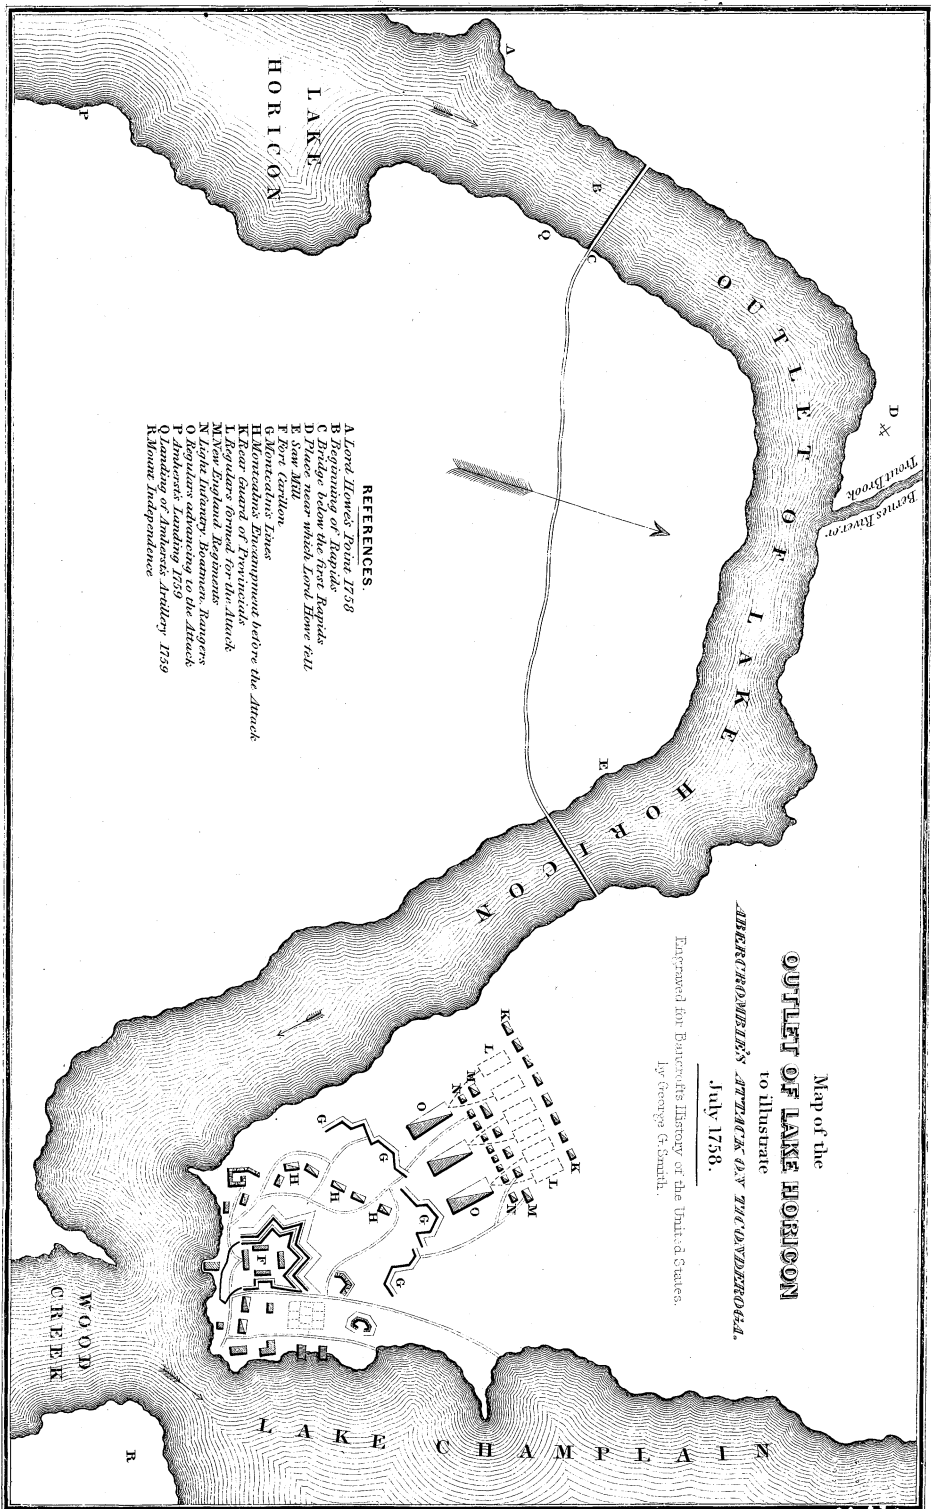 Map of the
OUTLET OF LAKE HORICON
to illustrate
ABERCROMBIE'S ATTACK ON TICONDEROGA.
July 1758.
Engraved for Bancroft's History of the United States.
by George G. Smith.
REFERENCES.
A Lord Howe's Point 1758
B Beginning of Rapids
C Bridge below the first Rapids
D Place near which Lord Howe fell
E Saw Mill
F Fort Carillon
G Montcalm's Lines
H Montcalm's Encampment before the Attack
K Rear Guard of Provincials
L Regulars formed for the Attack
M New England Regiments
N Light Infantry, Boatmen, Rangers
O Regulars advancing to the Attack
P Amherst's Landing 1759
Q Landing of Amherst's Artillery 1759
R Mount Independence
LAKE
HORICON
OUTLET OF LAKE HORICON
Trout Brook
Bernes River or
WOOD
CREEK
LAKE CHAMPLAIN
A
B
C
D
E
P
Q
R
K
K
L
L
M
M
N
N
O
O
G
G
G
G
H
H
H
F